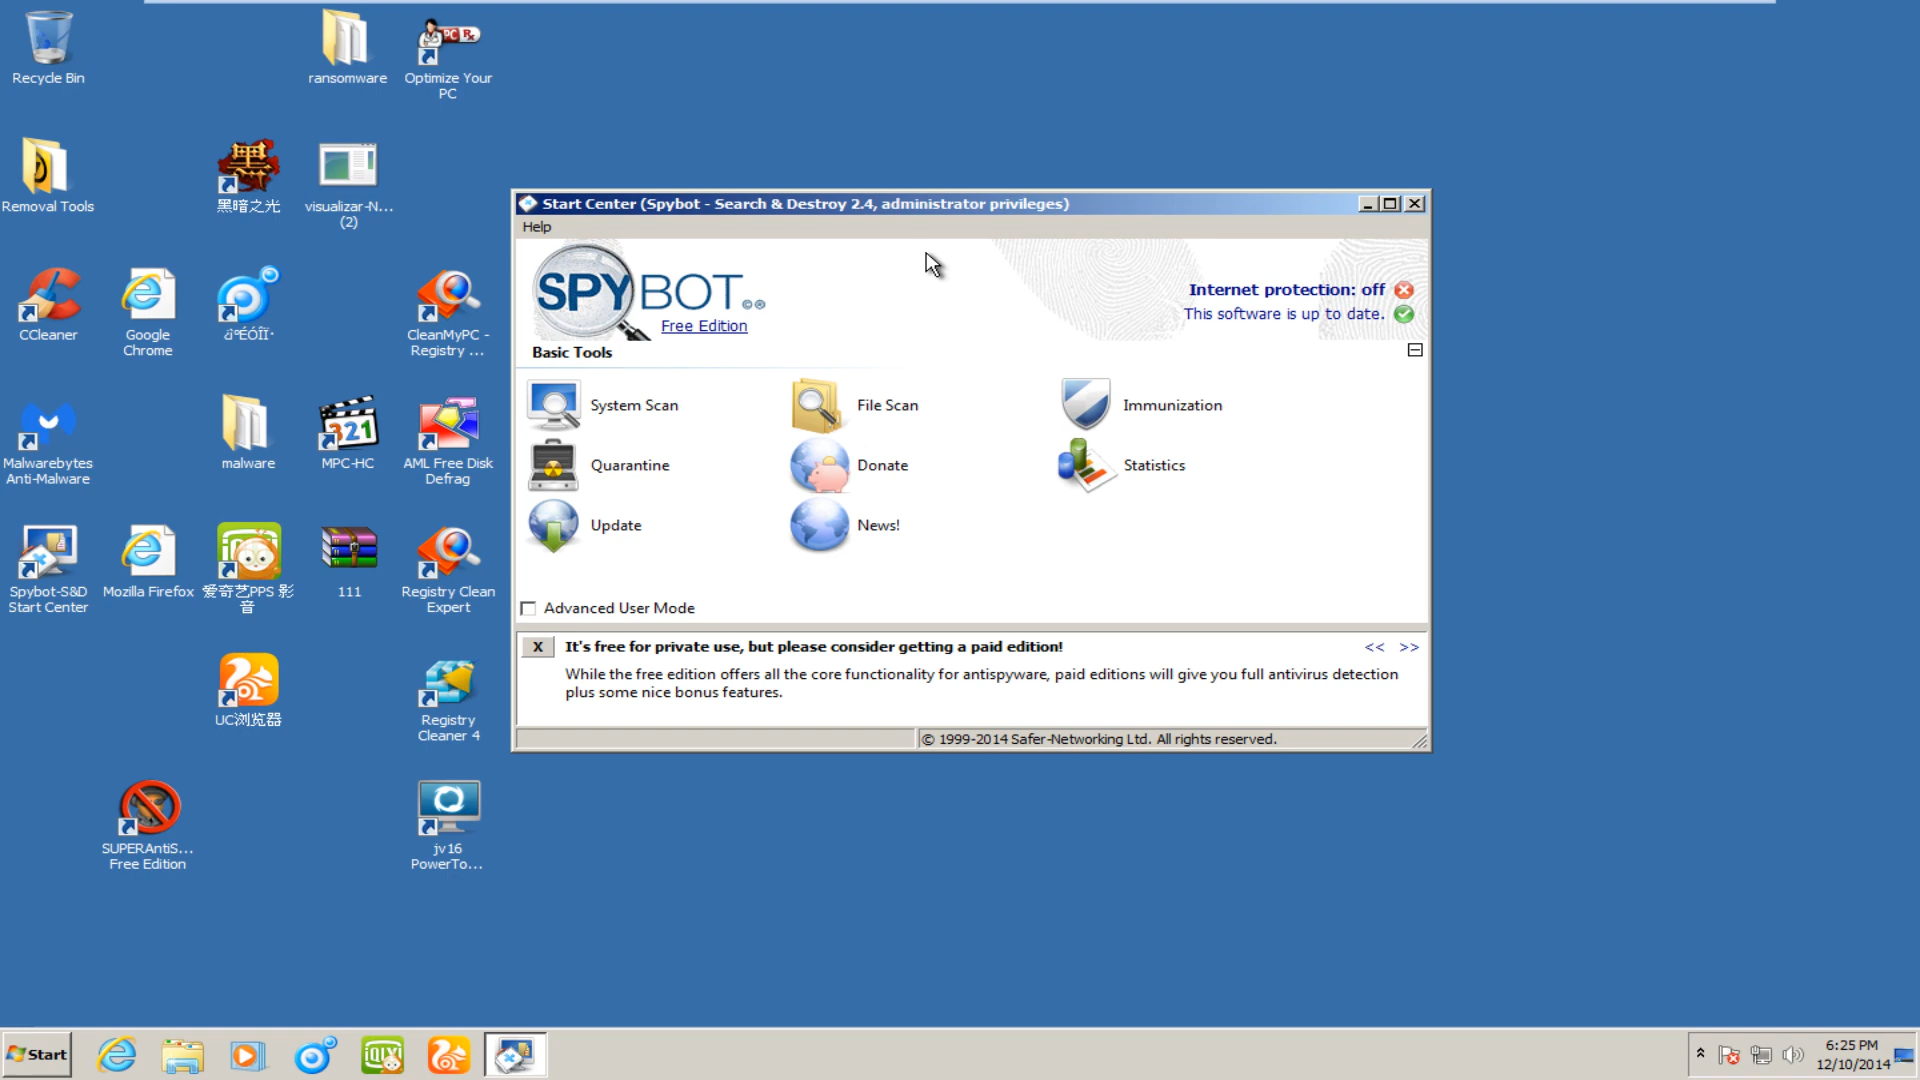 Recycle Bin
ransomware
Optimize Your
PC
Removal Tools
黑暗之光
visualizar-N...
(2)
CCleaner
Google
Chrome
CleanMyPC -
Registry ...
Malwarebytes
Anti-Malware
malware
321
MPC-HC
AML Free Disk
Defrag
Spybot-S&D
Start Center
Mozilla Firefox
爱奇艺PPS 影
音
111
Registry Clean
Expert
UC浏览器
Registry
Cleaner 4
SUPERAntiS...
Free Edition
jv16
PowerTo...
Start Center (Spybot - Search & Destroy 2.4, administrator privileges)
Help
SPYBOT
Free Edition
Internet protection: off
This software is up to date.
Basic Tools
System Scan
File Scan
Immunization
Quarantine
Donate
Statistics
Update
News!
Advanced User Mode
X
It's free for private use, but please consider getting a paid edition!
<< >>
While the free edition offers all the core functionality for antispyware, paid editions will give you full antivirus detection
plus some nice bonus features.
© 1999-2014 Safer-Networking Ltd. All rights reserved.
Start
6:25 PM
12/10/2014